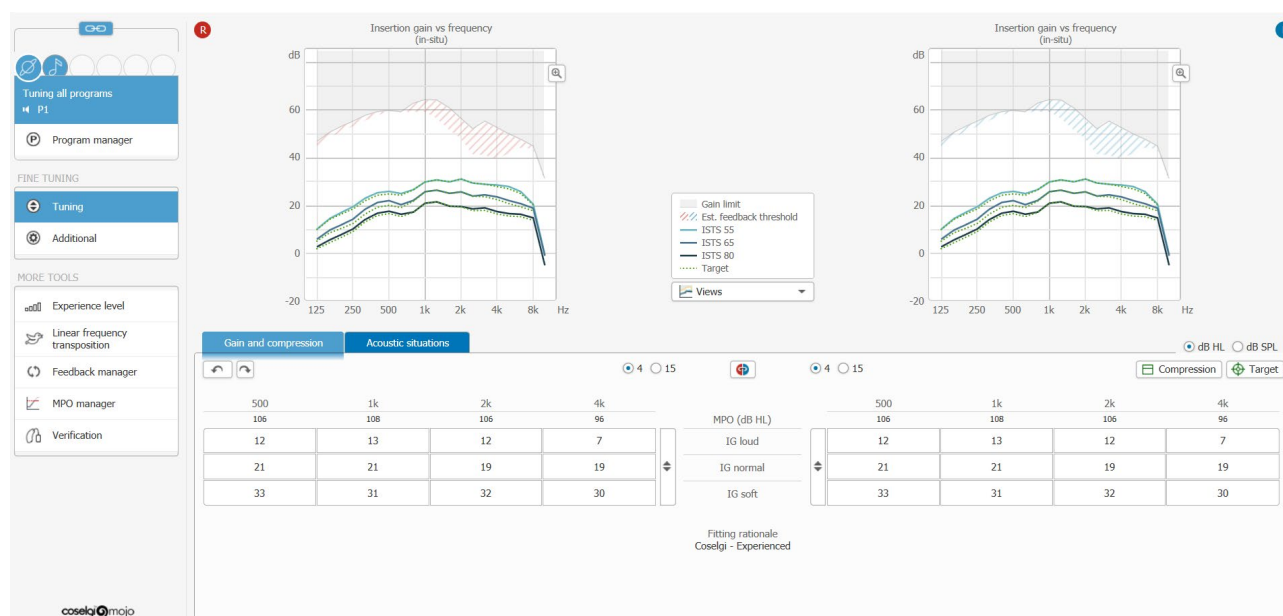 R
Insertion gain vs frequency
(in-situ)
dB
60
40
20
0
-20
125 250 500 1k 2k 4k 8k Hz
Insertion gain vs frequency
(in-situ)
dB
60
40
20
0
-20
125 250 500 1k 2k 4k 8k Hz
Gain limit
Est. feedback threshold
ISTS 55
ISTS 65
ISTS 80
Target
Views
Tuning all programs
P1
P Program manager
FINE TUNING
Tuning
Additional
MORE TOOLS
Experience level
Linear frequency
transposition
Feedback manager
MPO manager
Verification
coselgi mojo
Gain and compression Acoustic situations
dB HL dB SPL
4 15 4 15
Compression Target
500 1k 2k 4k 500 1k 2k 4k
106 108 106 96 MPO (dB HL) 106 108 106 96
12 13 12 7 IG loud 12 13 12 7
21 21 19 19 IG normal 21 21 19 19
33 31 32 30 IG soft 33 31 32 30
Fitting rationale
Coselgi - Experienced